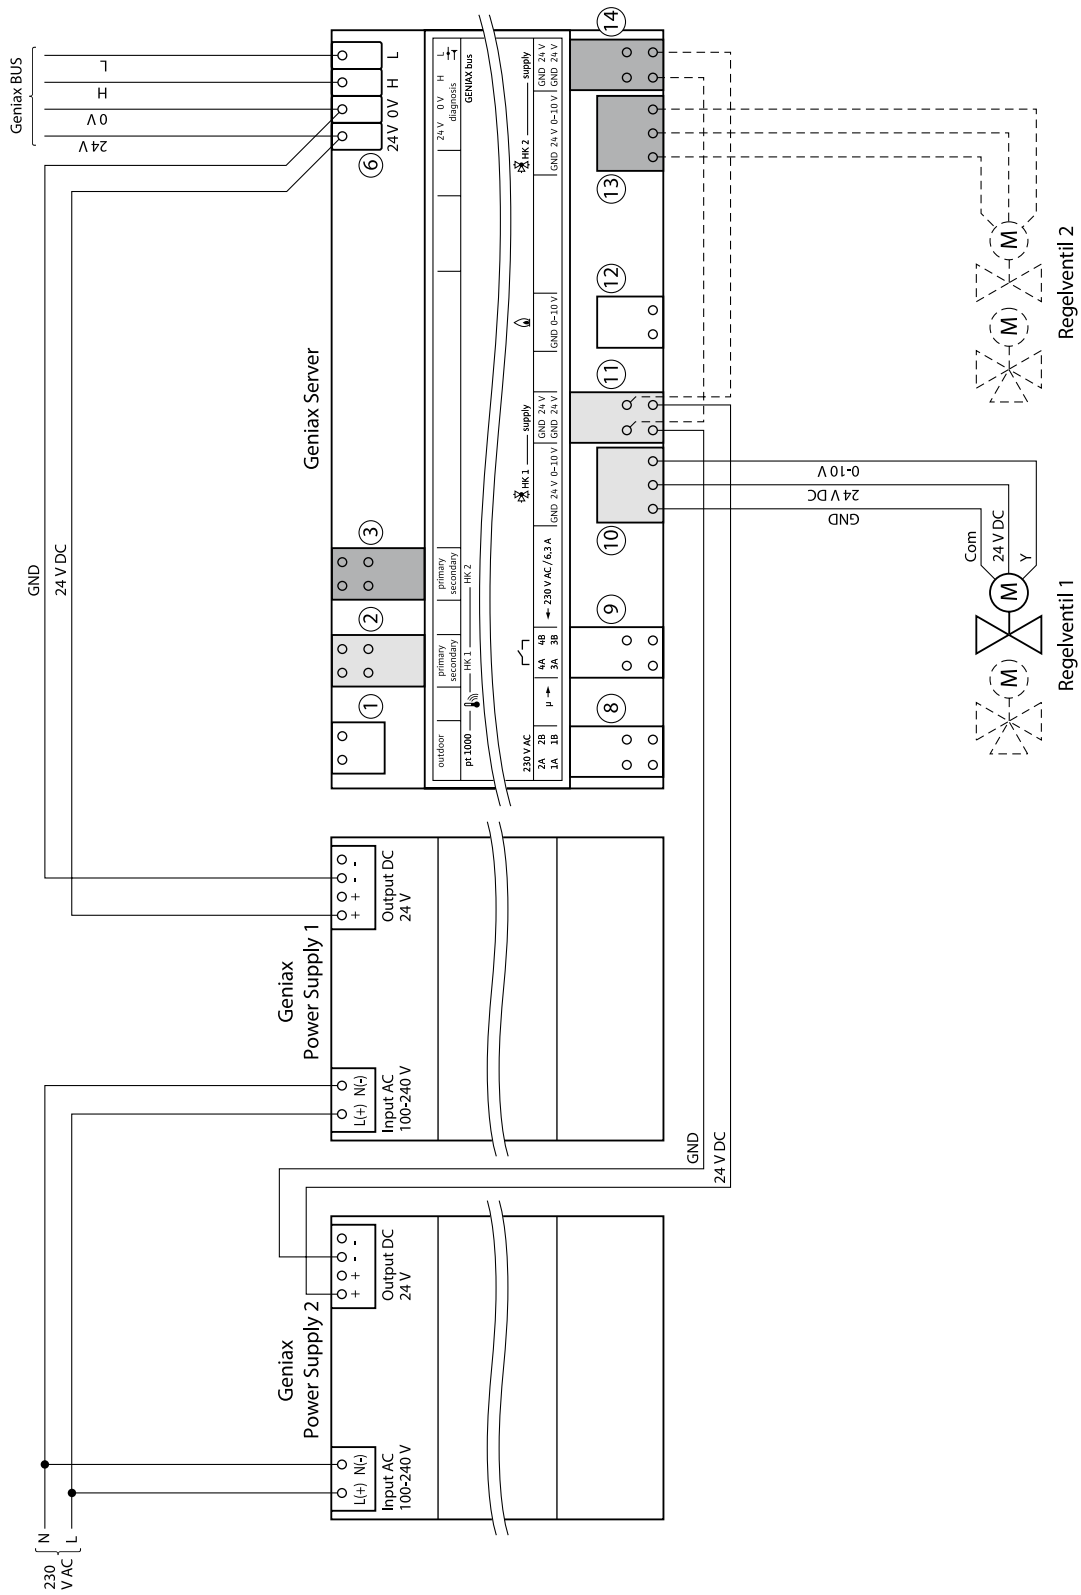 230
V AC
N
L
Geniax
Power Supply 2
L(+) N(-)
Input AC
100-240 V
+ + - -
Output DC
24 V
GND
24 V DC
Geniax
Power Supply 1
L(+) N(-)
Input AC
100-240 V
+ + - -
Output DC
24 V
GND
24 V DC
Geniax Server
1
2
3
6
24V 0V H L
Geniax BUS
24 V
0 V
H
L
outdoor
primary
secondary
primary
secondary
24 V 0 V H L
diagnosis
pt 1000
HK 1
HK 2
GENIAX bus
230 V AC
HK 1
supply
HK 2
supply
2A 2B
1A 1B
µ
4A 4B
3A 3B
230 V AC / 6,3 A
GND 24 V 0–10 V
GND 24 V
GND 24 V
GND 0–10 V
GND 24 V 0–10 V
GND 24 V
GND 24 V
8
9
10
11
12
13
14
GND
24 V DC
0-10 V
Com
24 V DC
Y
M
M
Regelventil 1
M
M
Regelventil 2